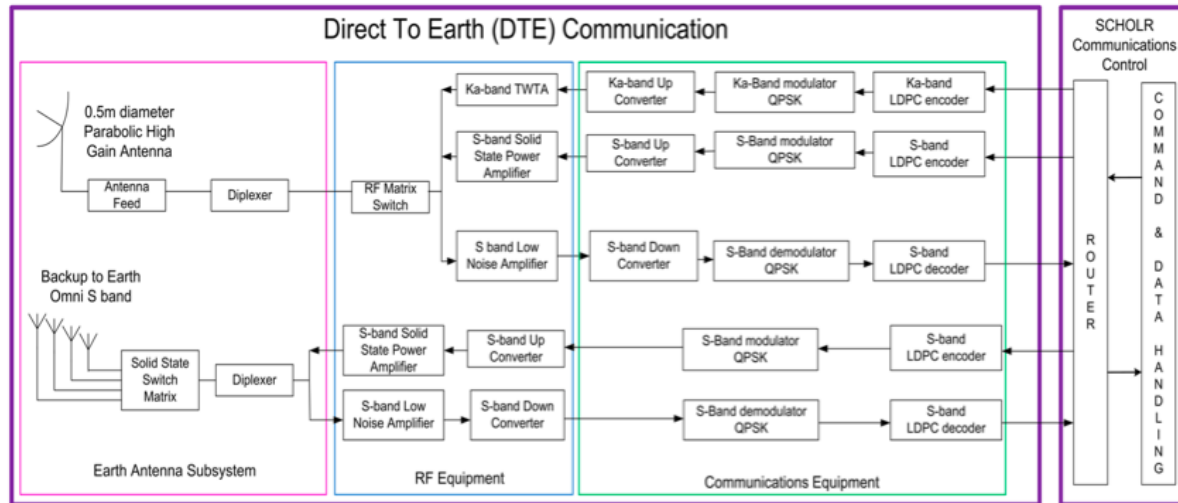 Direct To Earth (DTE) Communication
SCHOLR
Communications
Control
0.5m diameter
Parabolic High
Gain Antenna
Antenna
Feed
Diplexer
RF Matrix
Switch
Ka-band TWTA
Ka-band Up
Converter
Ka-Band modulator
QPSK
Ka-band
LDPC encoder
S-band Solid
State Power
Amplifier
S-band Up
Converter
S-Band modulator
QPSK
S-band
LDPC encoder
S band Low
Noise Amplifier
S-band Down
Converter
S-Band demodulator
QPSK
S-band
LDPC decoder
Backup to Earth
Omni S band
Solid State
Switch
Matrix
Diplexer
S-band Solid
State Power
Amplifier
S-band Up
Converter
S-Band modulator
QPSK
S-band
LDPC encoder
S-band Low
Noise Amplifier
S-band Down
Converter
S-Band demodulator
QPSK
S-band
LDPC decoder
Earth Antenna Subsystem
RF Equipment
Communications Equipment
ROUTER
COMMAND & DATA HANDLING